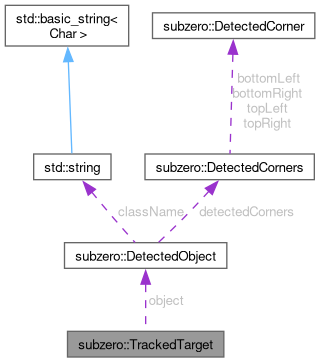 std::basic_string<
Char >
subzero::DetectedCorner
bottomLeft
bottomRight
topLeft
topRight
std::string
subzero::DetectedCorners
className
detectedCorners
subzero::DetectedObject
object
subzero::TrackedTarget